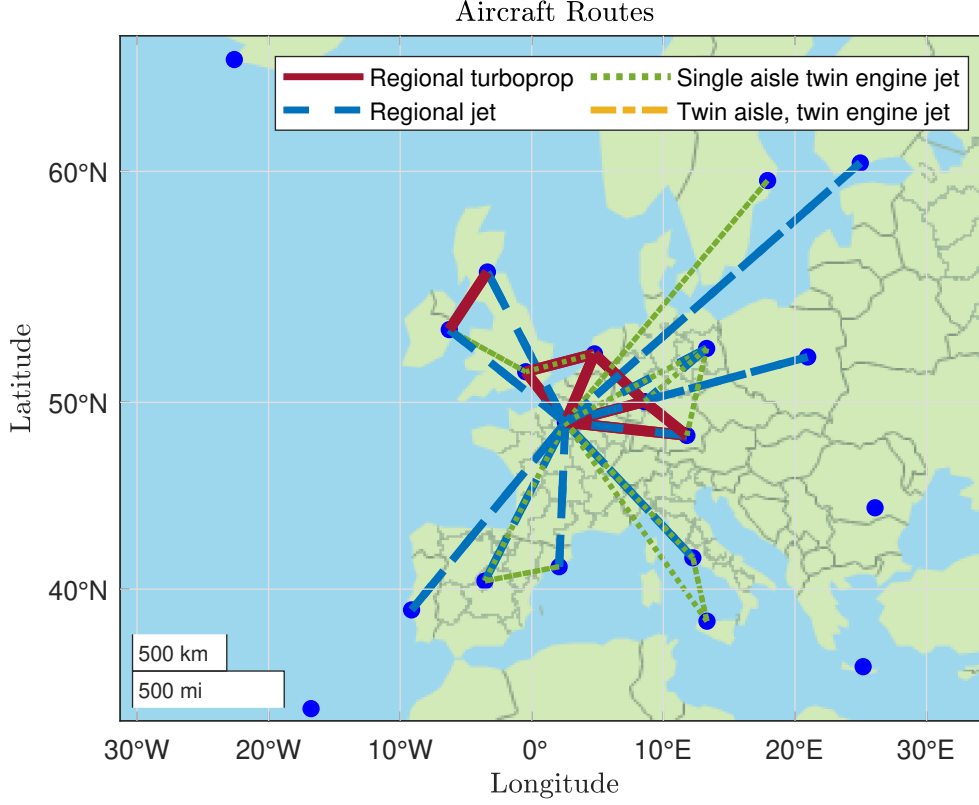 Aircraft Routes
Regional turboprop
Single aisle twin engine jet
Regional jet
Twin aisle, twin engine jet
60°N
50°N
40°N
Latitude
500 km
500 mi
30°W 20°W 10°W 0° 10°E 20°E 30°E
Longitude